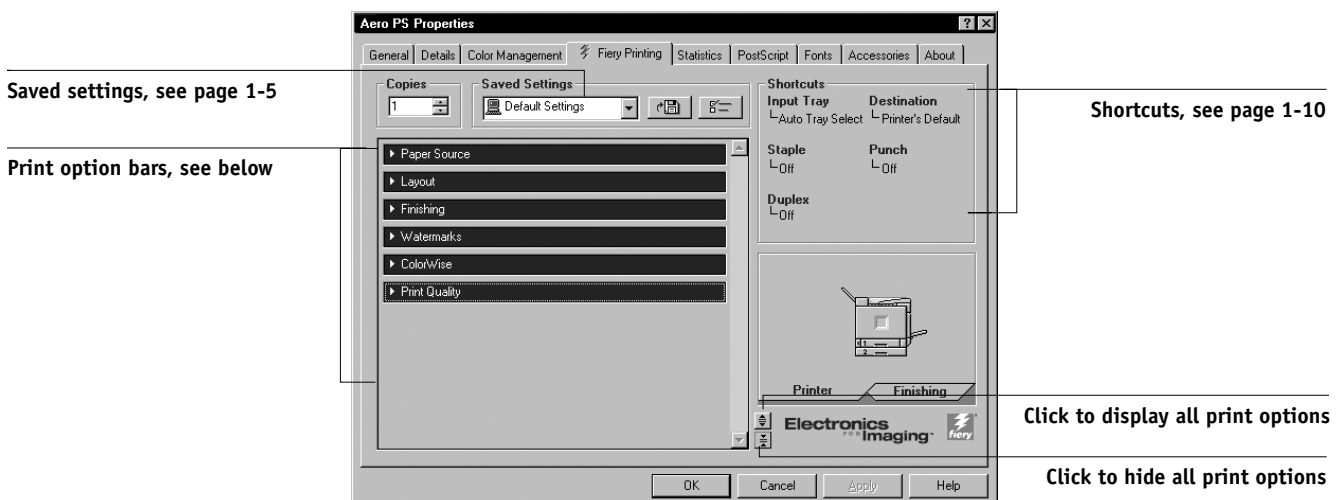 Aero PS Properties
General Details Color Management Fiery Printing Statistics PostScript Fonts Accessories About
Saved settings, see page 1-5
Print option bars, see below
Copies
1
Saved Settings
Default Settings
Paper Source
Layout
Finishing
Watermarks
ColorWise
Print Quality
Shortcuts
Input Tray Destination
Auto Tray Select Printer's Default
Staple Punch
Off Off
Duplex
Off
Shortcuts, see page 1-10
1
2
Printer Finishing
Electronics
FOR Imaging
fiery
Click to display all print options
Click to hide all print options
OK Cancel Apply Help